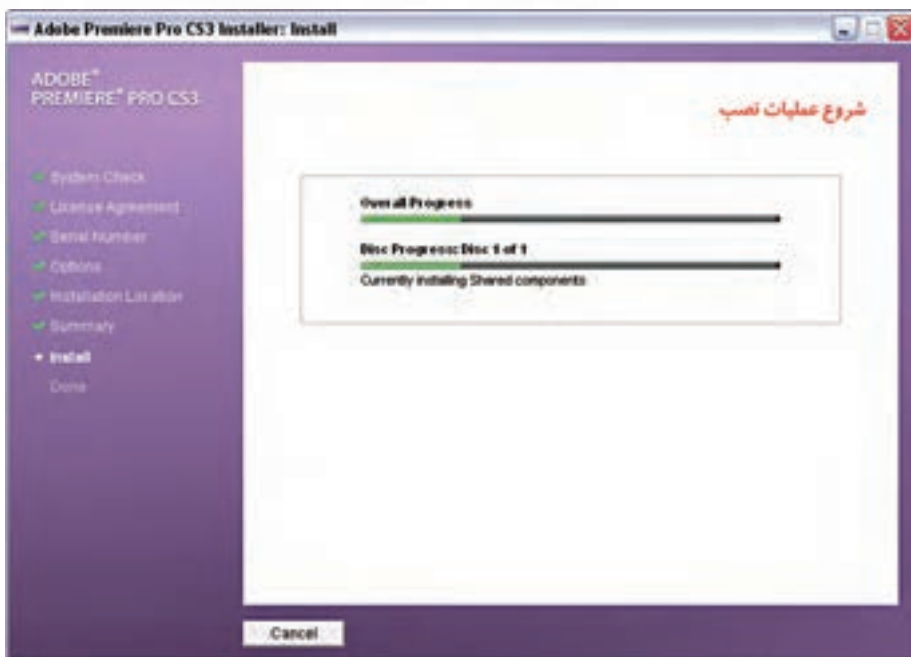 Adobe Premiere Pro CS3 Installer: Install
ADOBE®
PREMIERE® PRO CS3
شروع عملیات نصب
System Check
License Agreement
Serial Number
Options
Installation Location
Summary
Install
Done
Overall Progress
Disc Progress: Disc 1 of 1
Currently installing Shared components
Cancel